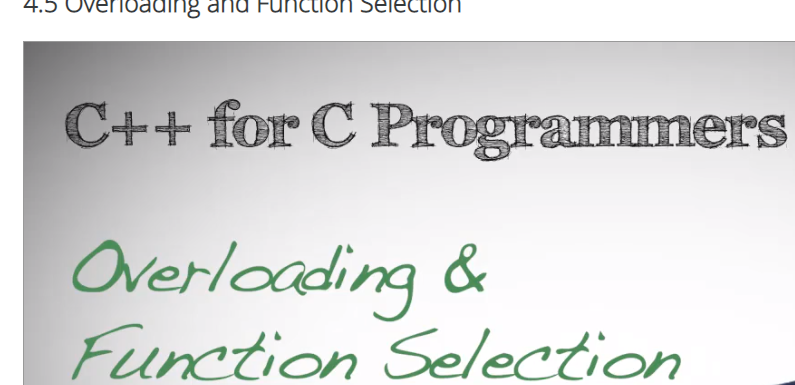 4.5 Overloading and Function Selection
C++ for C Programmers
Overloading &
Function Selection